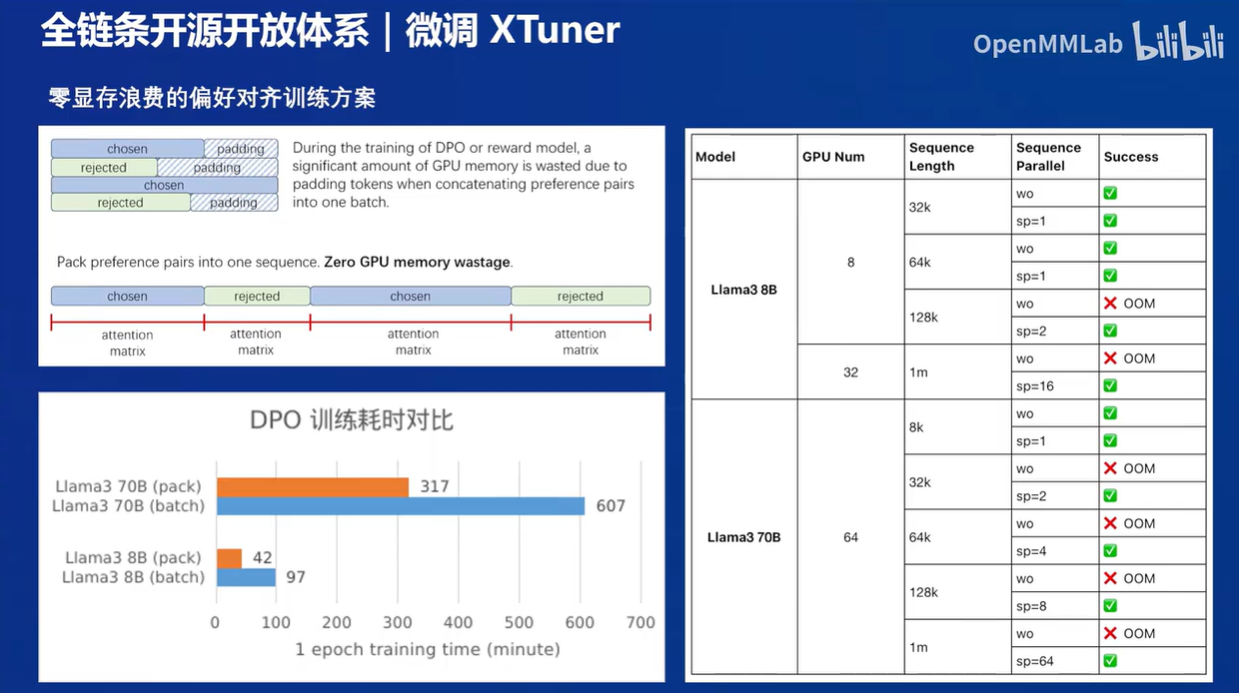 全链条开源开放体系 | 微调 XTuner
OpenMMLab bilibili
零显存浪费的偏好对齐训练方案
chosen padding
rejected padding
chosen
rejected padding
During the training of DPO or reward model, a
significant amount of GPU memory is wasted due to
padding tokens when concatenating preference pairs
into one batch.
Pack preference pairs into one sequence. Zero GPU memory wastage.
chosen rejected chosen rejected
attention attention attention attention
matrix matrix matrix matrix
DPO 训练耗时对比
Llama3 70B (pack) 317
Llama3 70B (batch) 607
Llama3 8B (pack) 42
Llama3 8B (batch) 97
0 100 200 300 400 500 600 700
1 epoch training time (minute)
Model GPU Num Sequence Length Sequence Parallel Success
Llama3 8B 8 32k wo ✅
sp=1 ✅
64k wo ✅
sp=1 ✅
128k wo ❌ OOM
sp=2 ✅
32 1m wo ❌ OOM
sp=16 ✅
Llama3 70B 64 8k wo ✅
sp=1 ✅
32k wo ❌ OOM
sp=2 ✅
64k wo ❌ OOM
sp=4 ✅
128k wo ❌ OOM
sp=8 ✅
1m wo ❌ OOM
sp=64 ✅